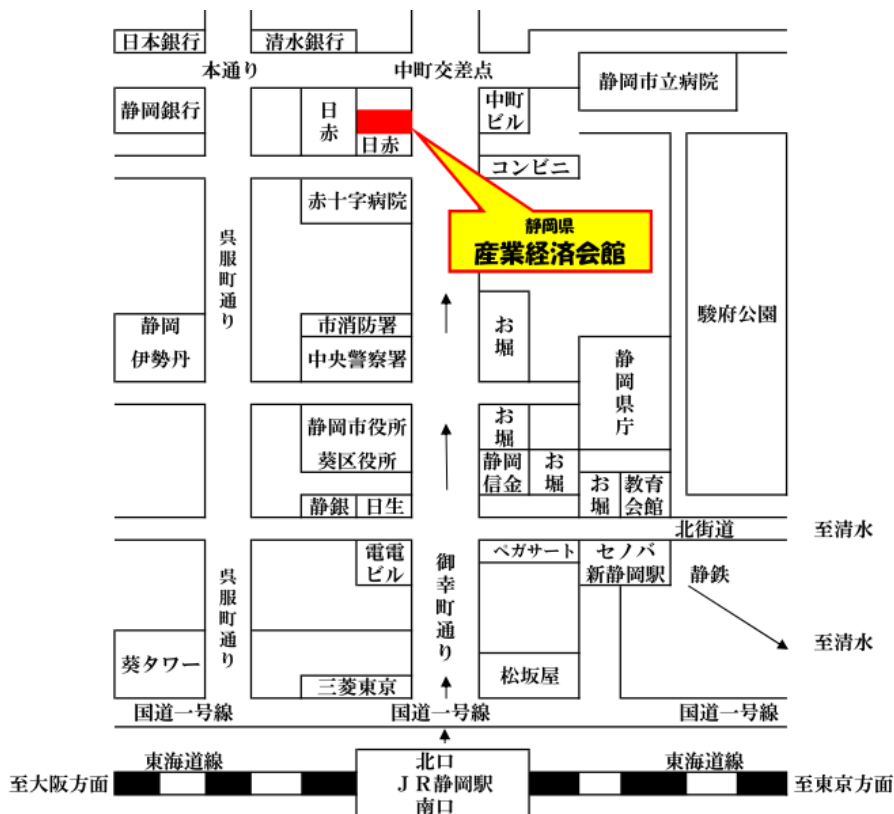 日本銀行
清水銀行
本通り
中町交差点
静岡市立病院
静岡銀行
日赤
日赤
中町
ビル
コンビニ
赤十字病院
静岡県
産業経済会館
呉服町通り
駿府公園
静岡
伊勢丹
市消防署
中央警察署
お堀
静岡県庁
静岡市役所
葵区役所
お堀
静岡
信金
お堀
お堀
教育
会館
静銀
日生
北街道
至清水
電電
ビル
御幸町通り
ペガサート
セノバ
新静岡駅
静鉄
呉服町通り
至清水
葵タワー
三菱東京
松坂屋
国道一号線
国道一号線
国道一号線
東海道線
北口
東海道線
至大阪方面
ＪＲ静岡駅
至東京方面
南口